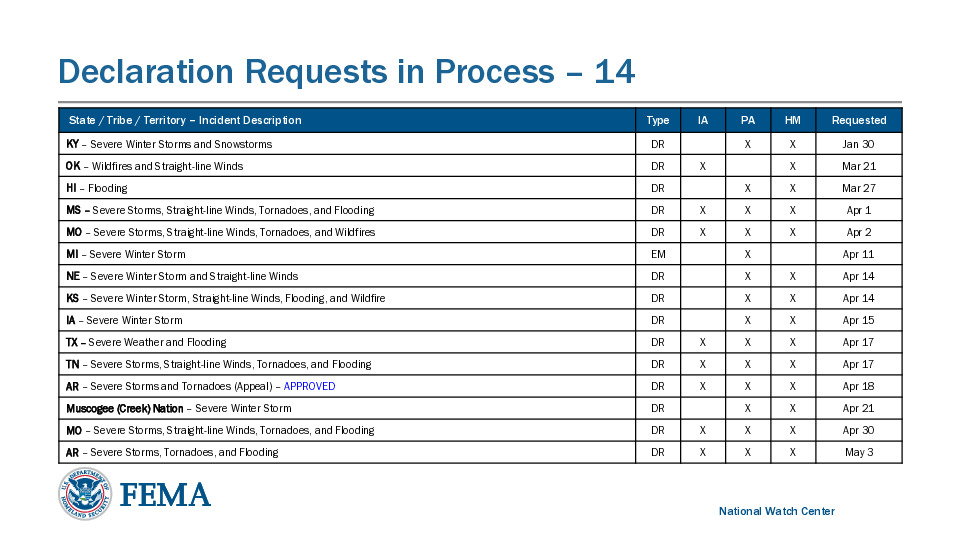 Declaration Requests in Process – 14
State / Tribe / Territory – Incident Description Type IA PA HM Requested
KY – Severe Winter Storms and Snowstorms DR X X Jan 30
OK – Wildfires and Straight-line Winds DR X X Mar 21
HI – Flooding DR X X Mar 27
MS – Severe Storms, Straight-line Winds, Tornadoes, and Flooding DR X X X Apr 1
MO – Severe Storms, Straight-line Winds, Tornadoes, and Wildfires DR X X X Apr 2
MI – Severe Winter Storm EM X Apr 11
NE – Severe Winter Storm and Straight-line Winds DR X X Apr 14
KS – Severe Winter Storm, Straight-line Winds, Flooding, and Wildfire DR X X Apr 14
IA – Severe Winter Storm DR X X Apr 15
TX – Severe Weather and Flooding DR X X X Apr 17
TN – Severe Storms, Straight-line Winds, Tornadoes, and Flooding DR X X X Apr 17
AR – Severe Storms and Tornadoes (Appeal) – APPROVED DR X X X Apr 18
Muscogee (Creek) Nation – Severe Winter Storm DR X X Apr 21
MO – Severe Storms, Straight-line Winds, Tornadoes, and Flooding DR X X X Apr 30
AR – Severe Storms, Tornadoes, and Flooding DR X X X May 3
U.S. DEPARTMENT OF
HOMELAND SECURITY
FEMA
National Watch Center